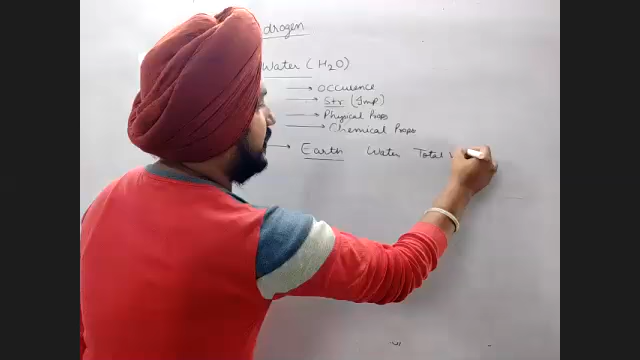 drogen
Water (H2O)
→ Occurence
→ Str (Imp)
→ Physical Props
→ Chemical Props
→ Earth Water Total